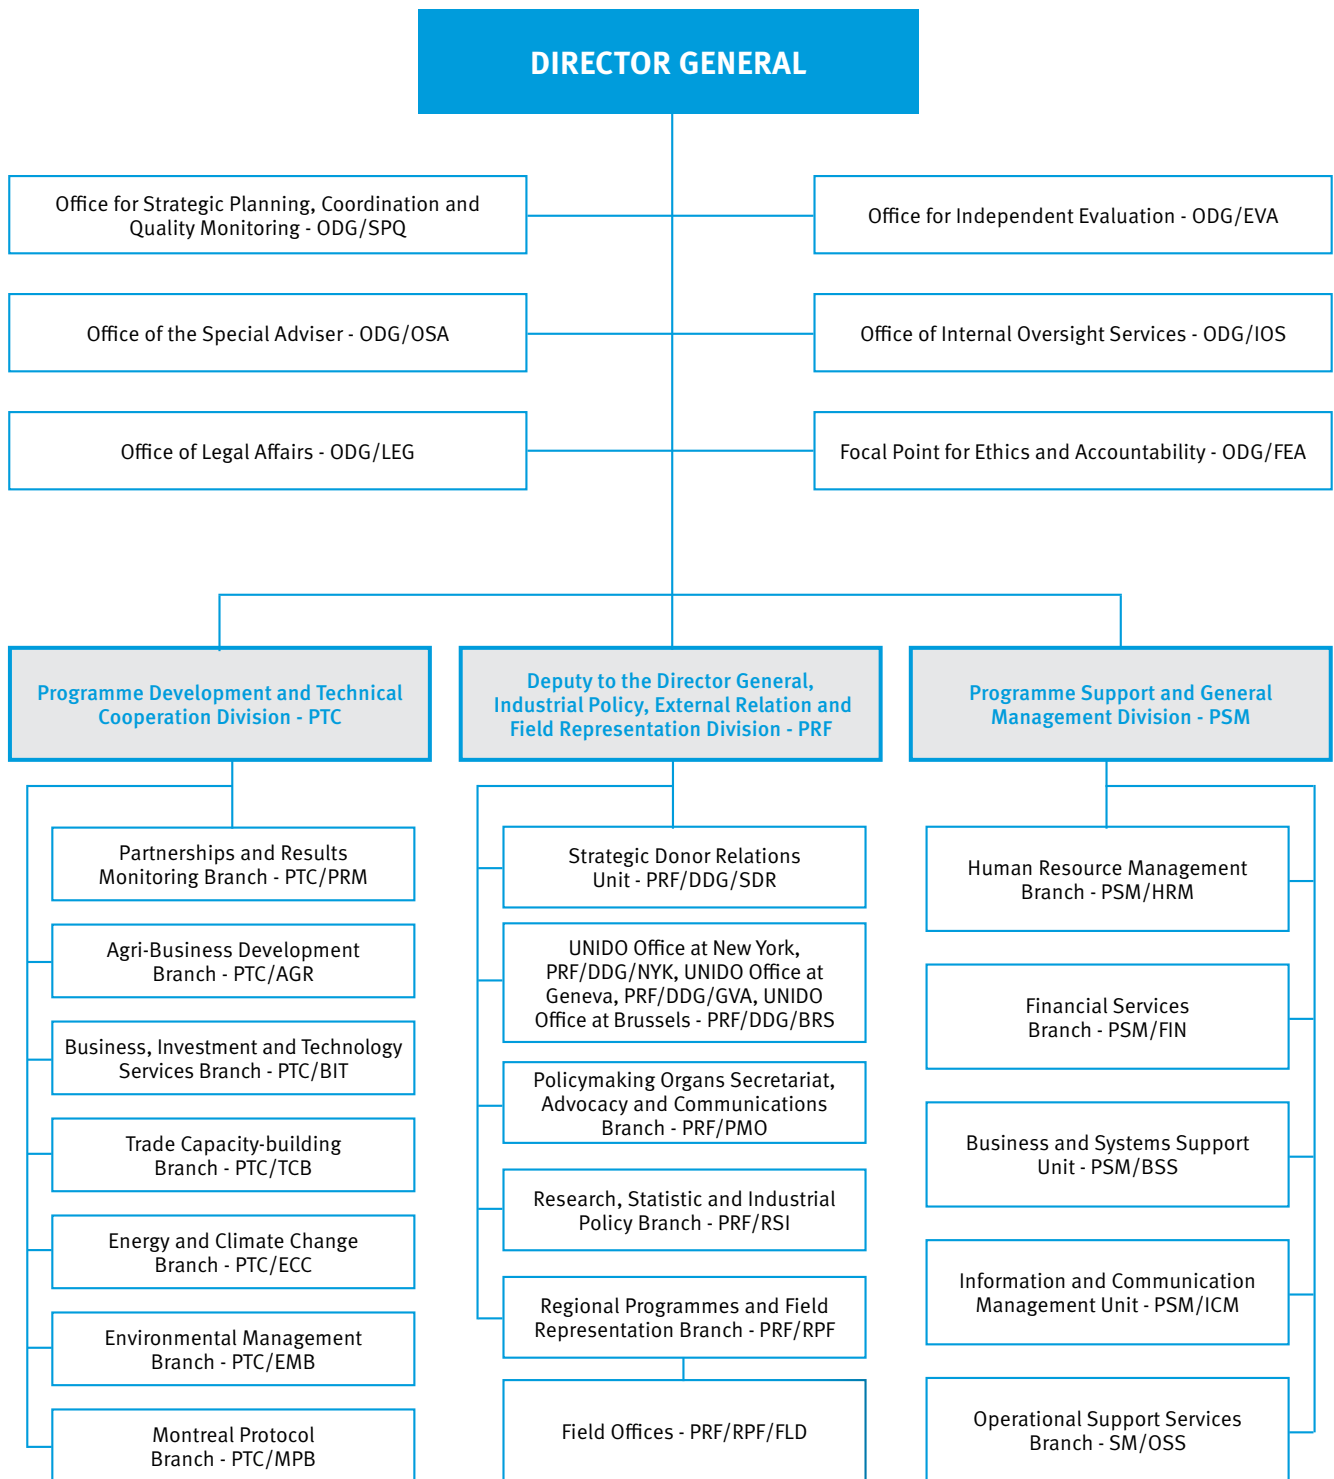 DIRECTOR GENERAL
Office for Strategic Planning, Coordination and
Quality Monitoring - ODG/SPQ
Office for Independent Evaluation - ODG/EVA
Office of the Special Adviser - ODG/OSA
Office of Internal Oversight Services - ODG/IOS
Office of Legal Affairs - ODG/LEG
Focal Point for Ethics and Accountability - ODG/FEA
Programme Development and Technical
Cooperation Division - PTC
Deputy to the Director General,
Industrial Policy, External Relation and
Field Representation Division - PRF
Programme Support and General
Management Division - PSM
Partnerships and Results
Monitoring Branch - PTC/PRM
Agri-Business Development
Branch - PTC/AGR
Business, Investment and Technology
Services Branch - PTC/BIT
Trade Capacity-building
Branch - PTC/TCB
Energy and Climate Change
Branch - PTC/ECC
Environmental Management
Branch - PTC/EMB
Montreal Protocol
Branch - PTC/MPB
Strategic Donor Relations
Unit - PRF/DDG/SDR
UNIDO Office at New York,
PRF/DDG/NYK, UNIDO Office at
Geneva, PRF/DDG/GVA, UNIDO
Office at Brussels - PRF/DDG/BRS
Policymaking Organs Secretariat,
Advocacy and Communications
Branch - PRF/PMO
Research, Statistic and Industrial
Policy Branch - PRF/RSI
Regional Programmes and Field
Representation Branch - PRF/RPF
Field Offices - PRF/RPF/FLD
Human Resource Management
Branch - PSM/HRM
Financial Services
Branch - PSM/FIN
Business and Systems Support
Unit - PSM/BSS
Information and Communication
Management Unit - PSM/ICM
Operational Support Services
Branch - SM/OSS